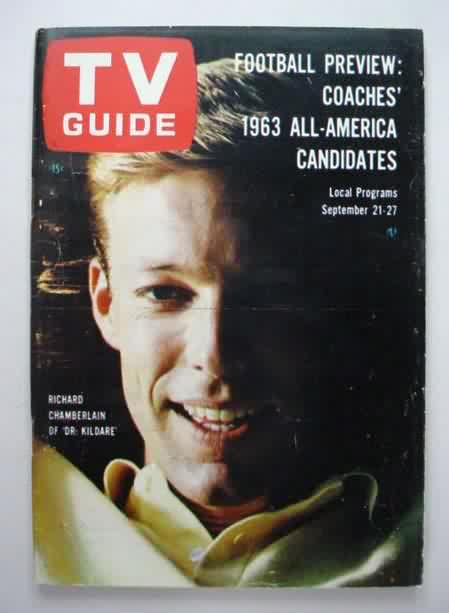 TV
GUIDE
15¢
FOOTBALL PREVIEW:
COACHES'
1963 ALL-AMERICA
CANDIDATES
Local Programs
September 21-27
RICHARD
CHAMBERLAIN
OF 'DR. KILDARE'